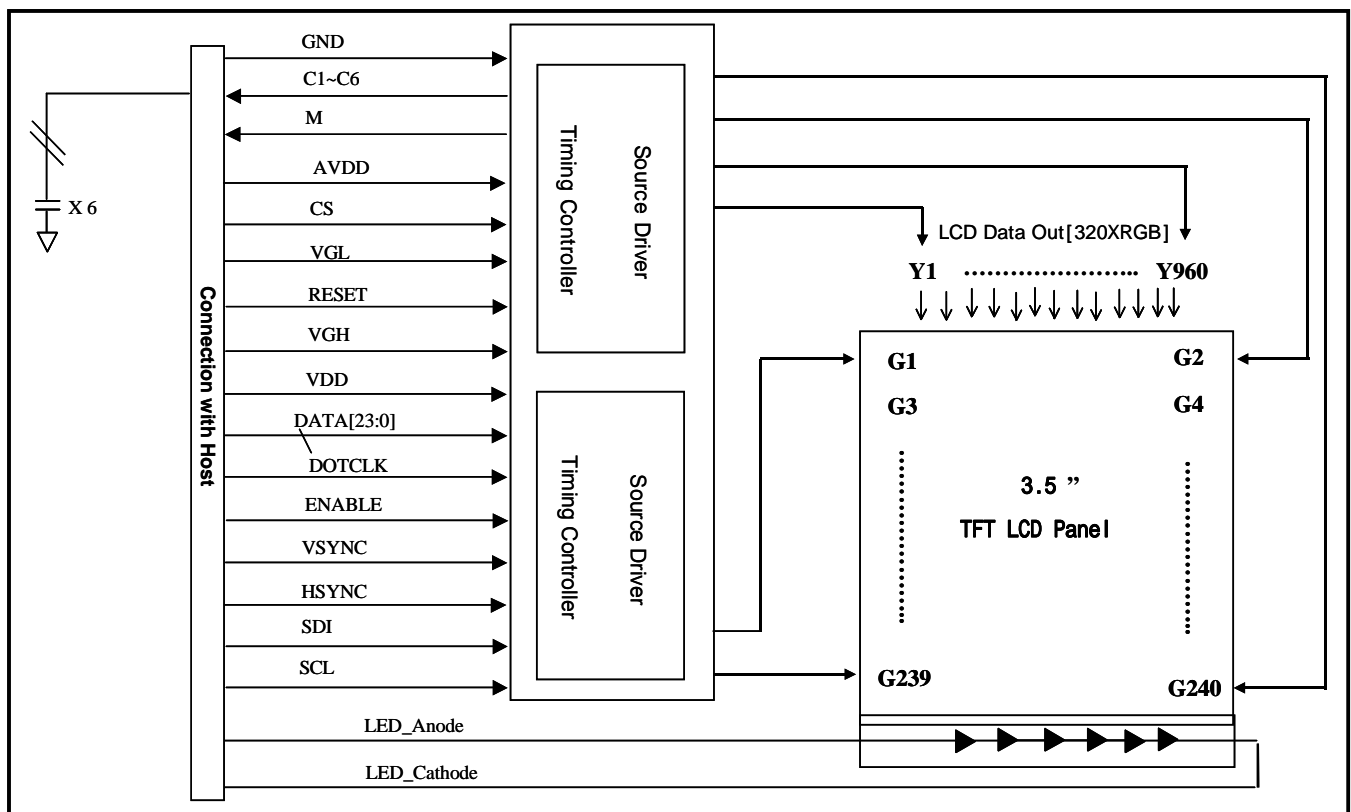 GND
C1~C6
M
AVDD
CS
VGL
RESET
VGH
VDD
DATA[23:0]
DOTCLK
ENABLE
VSYNC
HSYNC
SDI
SCL
LED_Anode
LED_Cathode
X 6
Connection with Host
Source Driver
Timing Controller
Source Driver
Timing Controller
LCD Data Out[320XRGB]
Y1 ........................ Y960
G1 G2
G3 G4
3.5 ”
TFT LCD Panel
G239 G240